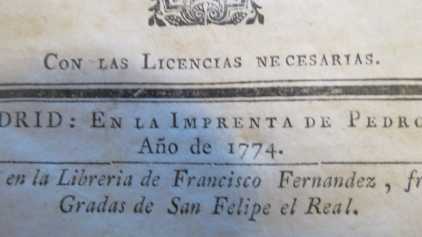 CON LAS LICENCIAS NECESARIAS.
DRID: EN LA IMPRENTA DE PEDRO
Año de 1774.
en la Libreria de Francisco Fernandez, fr
Gradas de San Felipe el Real.